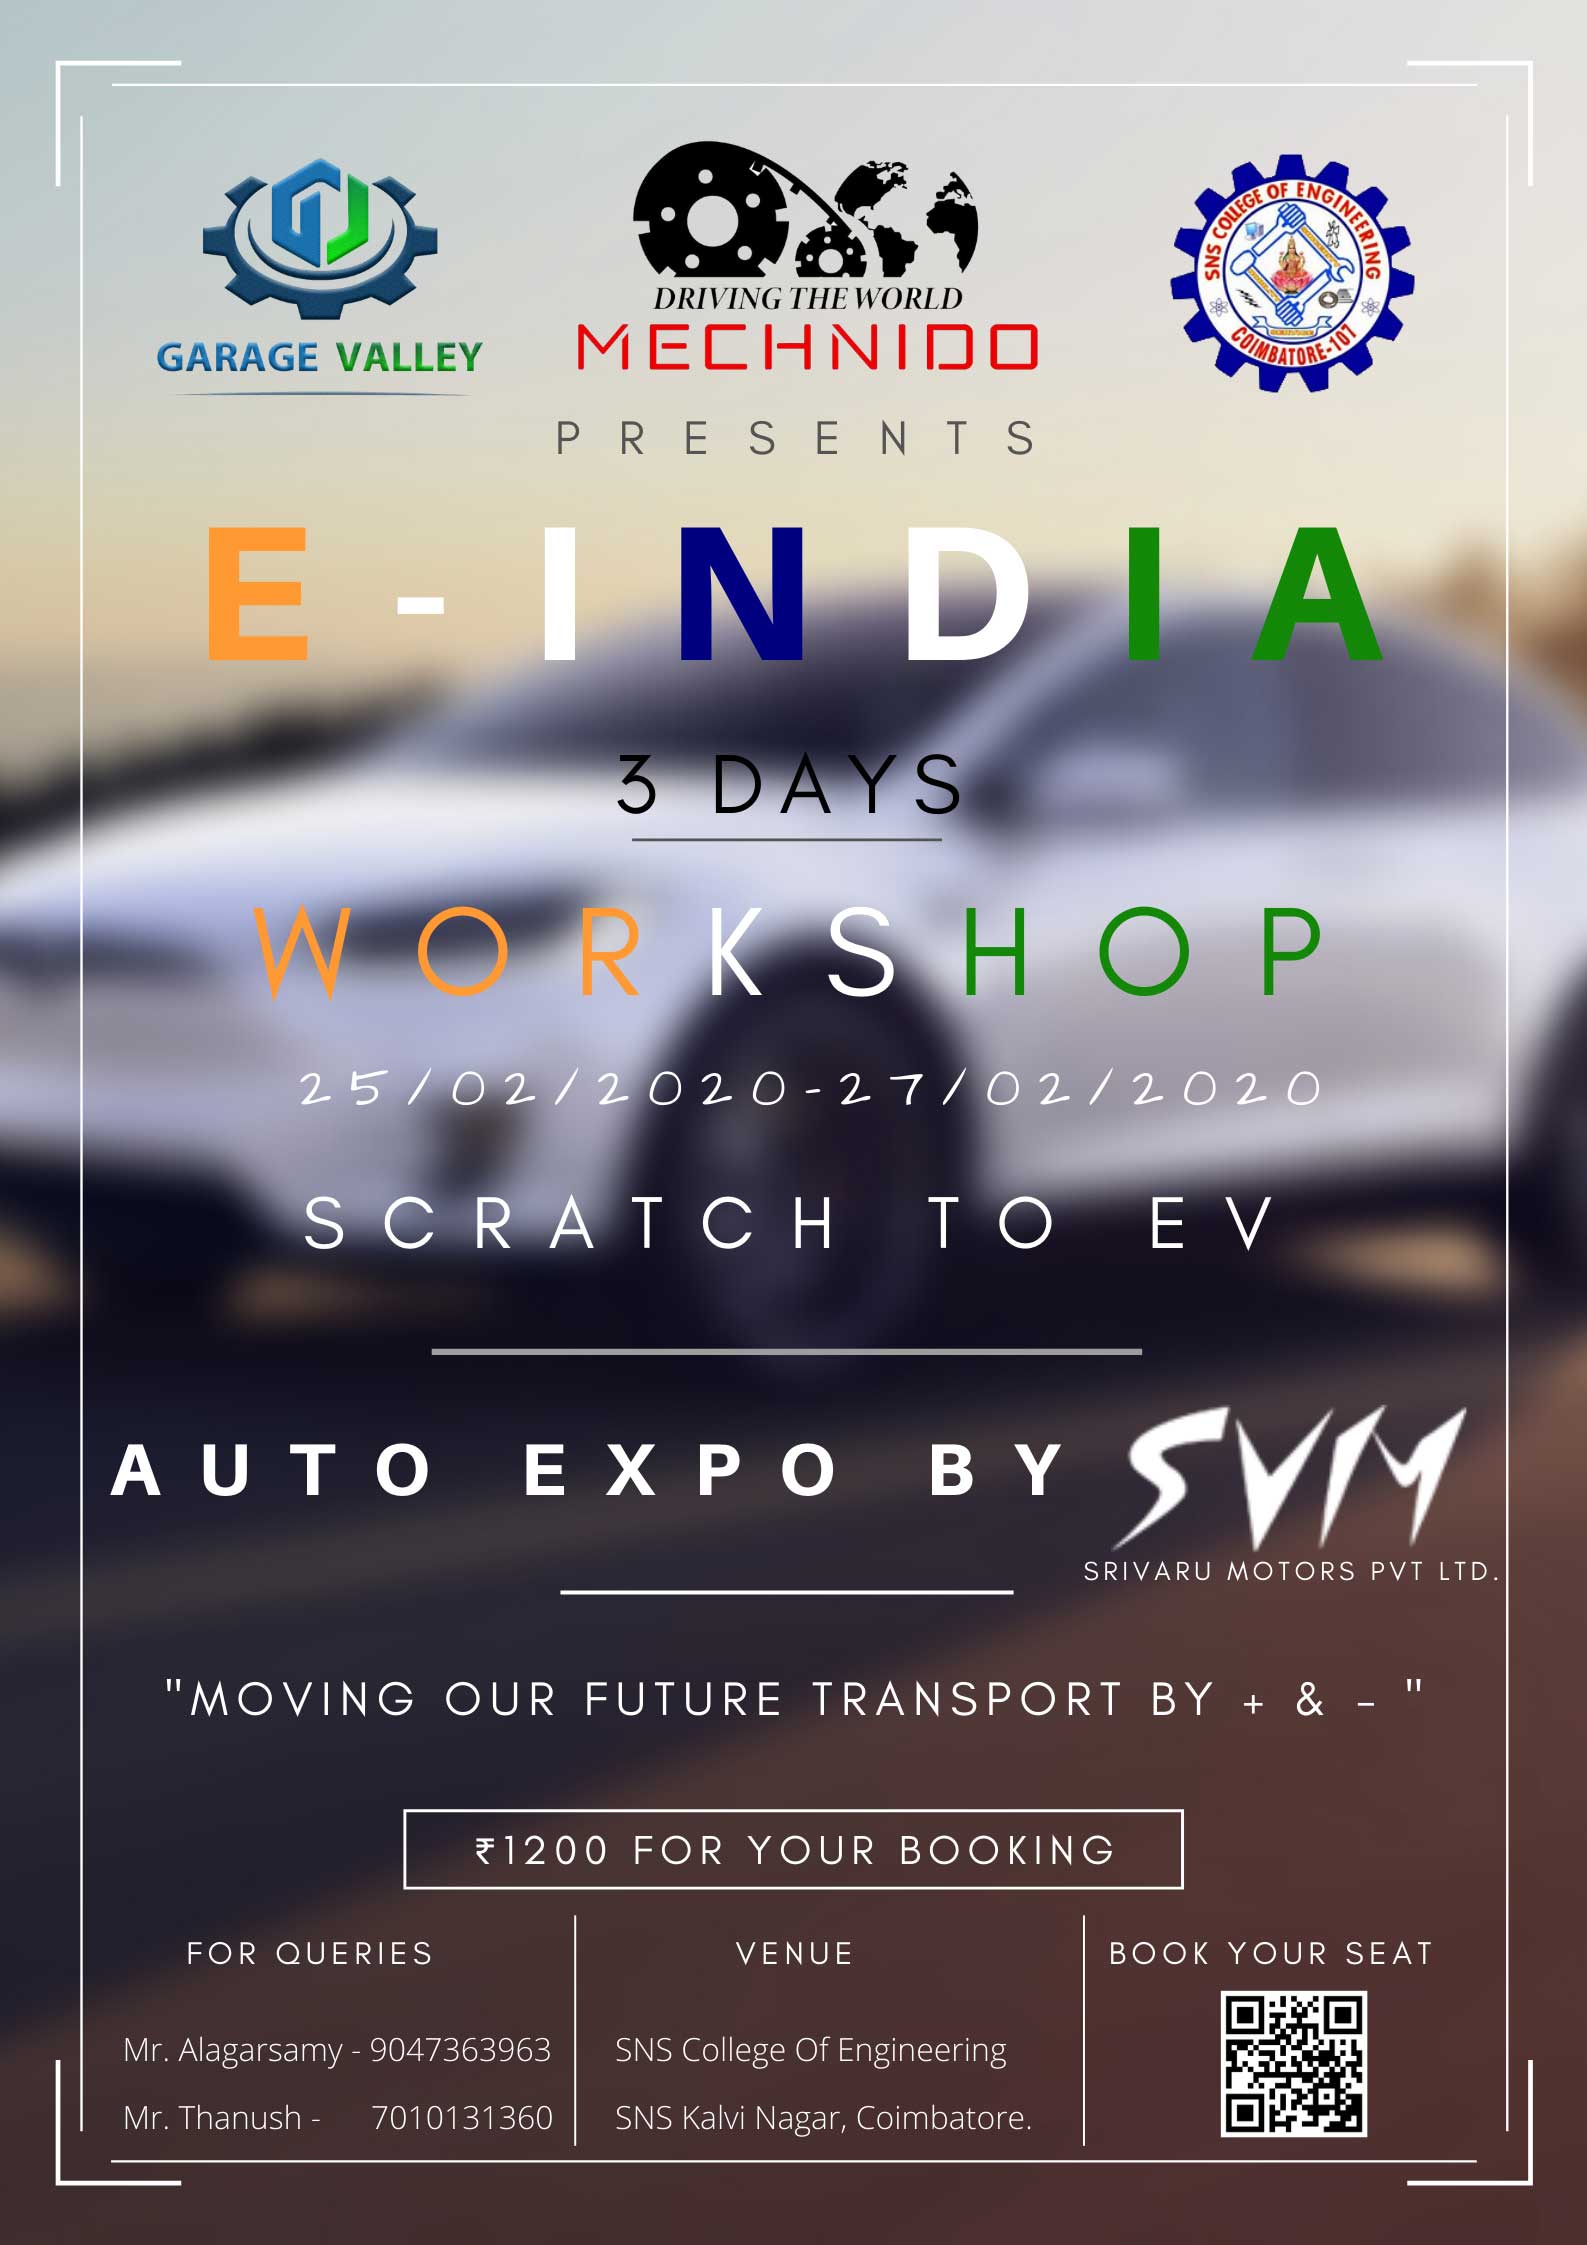 GARAGE VALLEY
DRIVING THE WORLD
MECHNIDO
SNS COLLEGE OF ENGINEERING
COIMBATORE-107
PRESENTS
E-INDIA
3 DAYS
WORKSHOP
25/02/2020-27/02/2020
SCRATCH TO EV
AUTO EXPO BY SVM
SRIVARU MOTORS PVT LTD.
"MOVING OUR FUTURE TRANSPORT BY + & - "
₹1200 FOR YOUR BOOKING
FOR QUERIES
Mr. Alagarsamy - 9047363963
Mr. Thanush - 7010131360
VENUE
SNS College Of Engineering
SNS Kalvi Nagar, Coimbatore.
BOOK YOUR SEAT